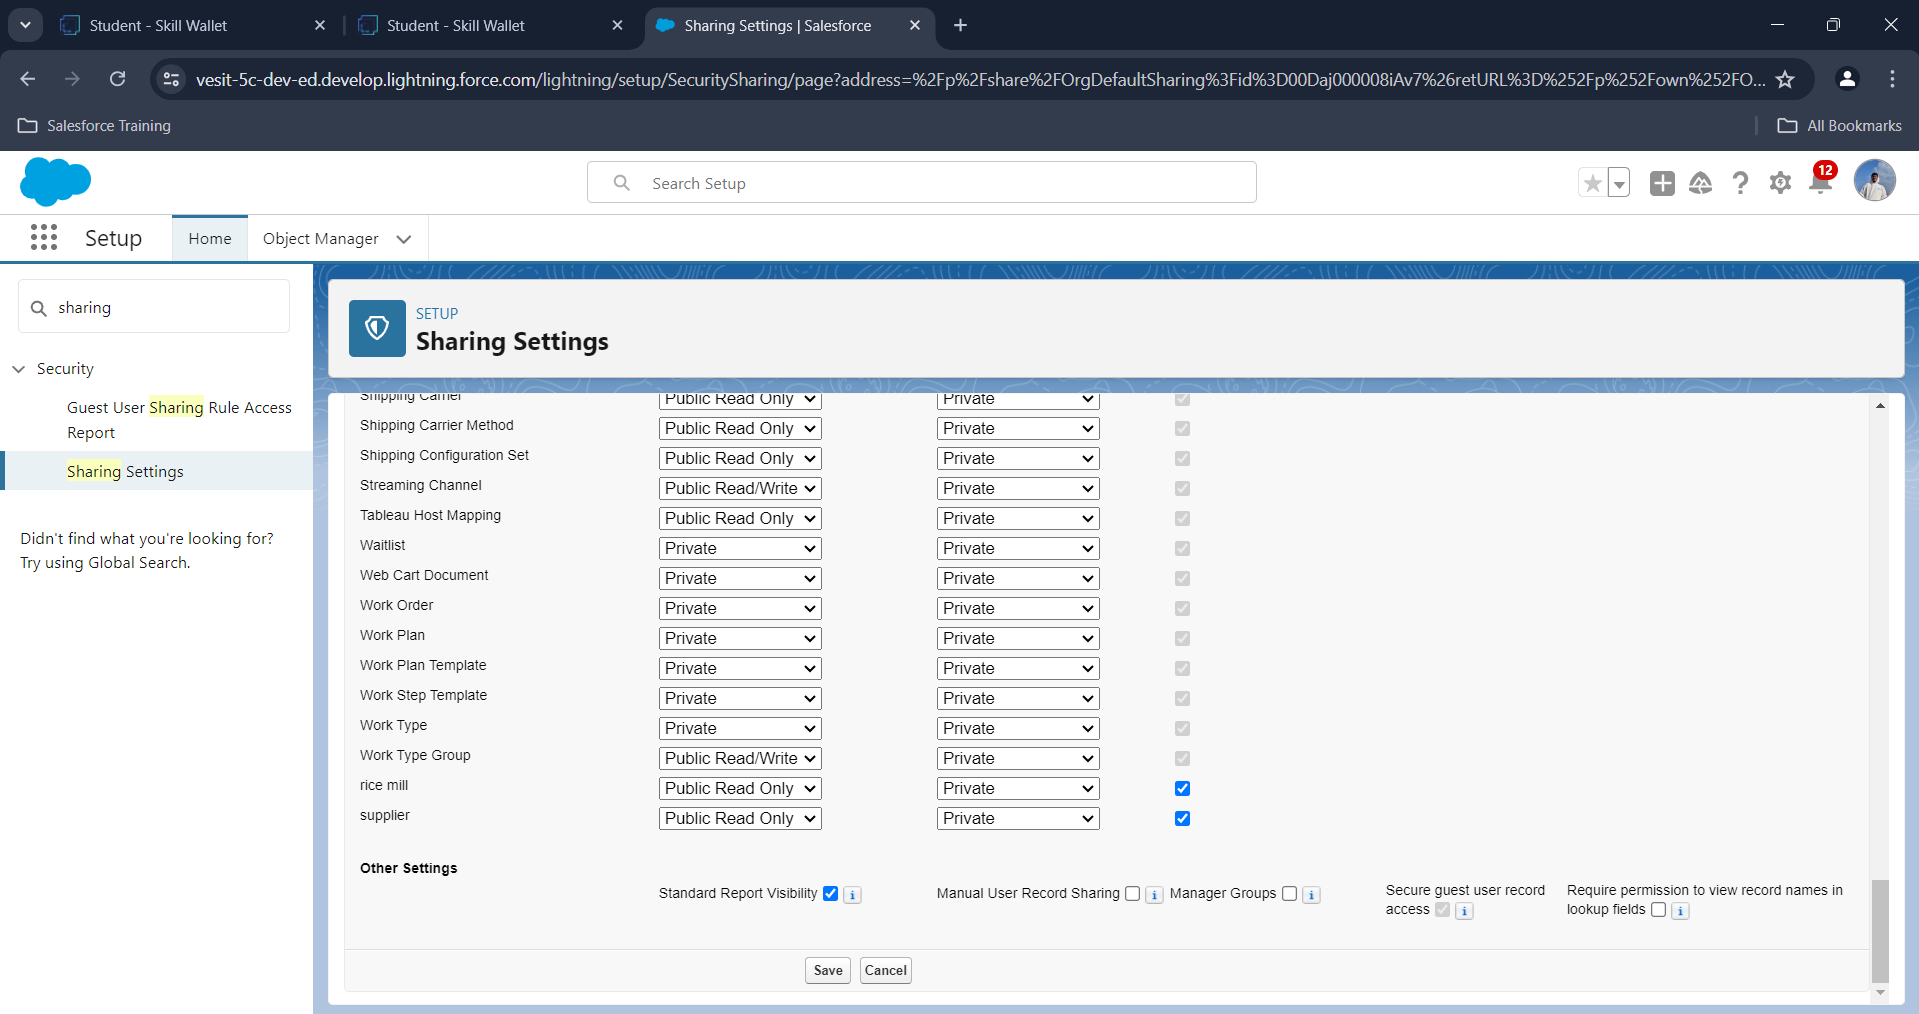 Student - Skill Wallet
Student - Skill Wallet
Sharing Settings | Salesforce
vesit-5c-dev-ed.develop.lightning.force.com/lightning/setup/SecuritySharing/page?address=%2Fp%2Fshare%2FOrgDefaultSharing%3Fid%3D00Daj000008iAv7%26retURL%3D%252Fp%252Fown%252FO...
Salesforce Training
All Bookmarks
Search Setup
12
Setup
Home
Object Manager
sharing
Security
Guest User Sharing Rule Access
Report
Sharing Settings
Didn't find what you're looking for?
Try using Global Search.
SETUP
Sharing Settings
Shipping Carrier Public Read Only Private
Shipping Carrier Method Public Read Only Private
Shipping Configuration Set Public Read Only Private
Streaming Channel Public Read/Write Private
Tableau Host Mapping Public Read Only Private
Waitlist Private Private
Web Cart Document Private Private
Work Order Private Private
Work Plan Private Private
Work Plan Template Private Private
Work Step Template Private Private
Work Type Private Private
Work Type Group Public Read/Write Private
rice mill Public Read Only Private
supplier Public Read Only Private
Other Settings
Standard Report Visibility i
Manual User Record Sharing i
Manager Groups i
Secure guest user record
access i
Require permission to view record names in
lookup fields i
Save
Cancel